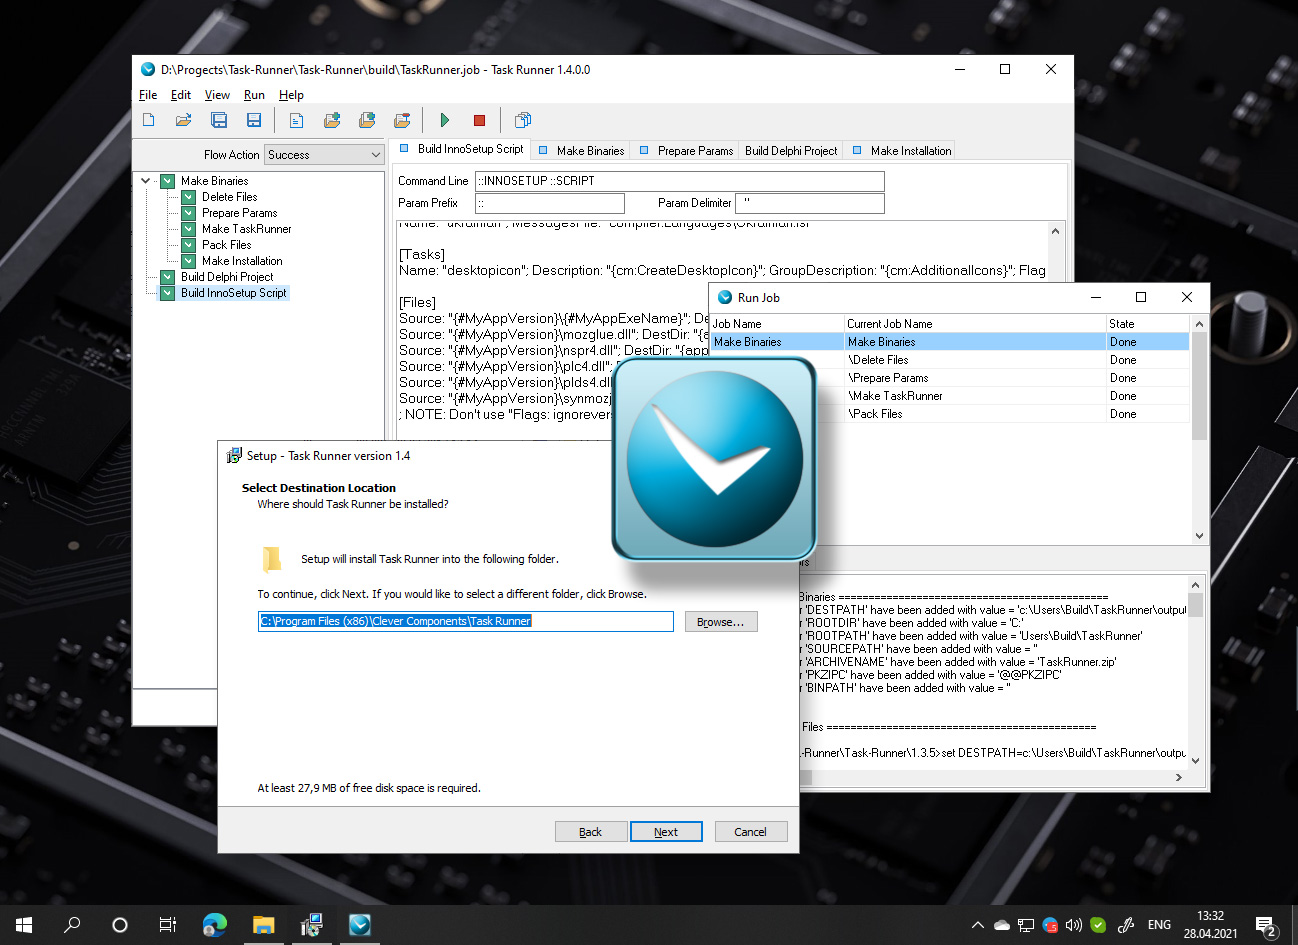 D:\Progects\Task-Runner\Task-Runner\build\TaskRunner.job - Task Runner 1.4.0.0
File Edit View Run Help
Flow Action Success
Make Binaries
Delete Files
Prepare Params
Make TaskRunner
Pack Files
Make Installation
Build Delphi Project
Build InnoSetup Script
Build InnoSetup Script Make Binaries Prepare Params Build Delphi Project Make Installation
Command Line ::INNOSETUP ::SCRIPT
Param Prefix :: Param Delimiter "
Name: "ukrainian"; MessagesFile: "compiler:Languages\Ukrainian.isl"
[Tasks]
Name: "desktopicon"; Description: "{cm:CreateDesktopIcon}"; GroupDescription: "{cm:AdditionalIcons}"; Flag
[Files]
Source: "{#MyAppVersion}\{#MyAppExeName}"; De
Source: "{#MyAppVersion}\mozglue.dll"; DestDir: "{a
Source: "{#MyAppVersion}\nspr4.dll"; DestDir: "{app
Source: "{#MyAppVersion}\plc4.dll";
Source: "{#MyAppVersion}\plds4.dll
Source: "{#MyAppVersion}\synmozj
; NOTE: Don't use "Flags: ignorevers
Run Job
Job Name Current Job Name State
Make Binaries Make Binaries Done
\Delete Files Done
\Prepare Params Done
\Make TaskRunner Done
\Pack Files Done
rs
Binaries =============================================
r 'DESTPATH' have been added with value = 'c:\Users\Build\TaskRunner\outpu
r 'ROOTDIR' have been added with value = 'C:'
r 'ROOTPATH' have been added with value = 'Users\Build\TaskRunner'
r 'SOURCEPATH' have been added with value = ''
r 'ARCHIVENAME' have been added with value = 'TaskRunner.zip'
r 'PKZIPC' have been added with value = '@@PKZIPC'
r 'BINPATH' have been added with value = ''
Files =============================================
-Runner\Task-Runner\1.3.5>set DESTPATH=c:\Users\Build\TaskRunner\outpu
Setup - Task Runner version 1.4
Select Destination Location
Where should Task Runner be installed?
Setup will install Task Runner into the following folder.
To continue, click Next. If you would like to select a different folder, click Browse.
C:\Program Files (x86)\Clever Components\Task Runner
Browse...
At least 27,9 MB of free disk space is required.
Back Next Cancel
ENG
13:32
28.04.2021
2